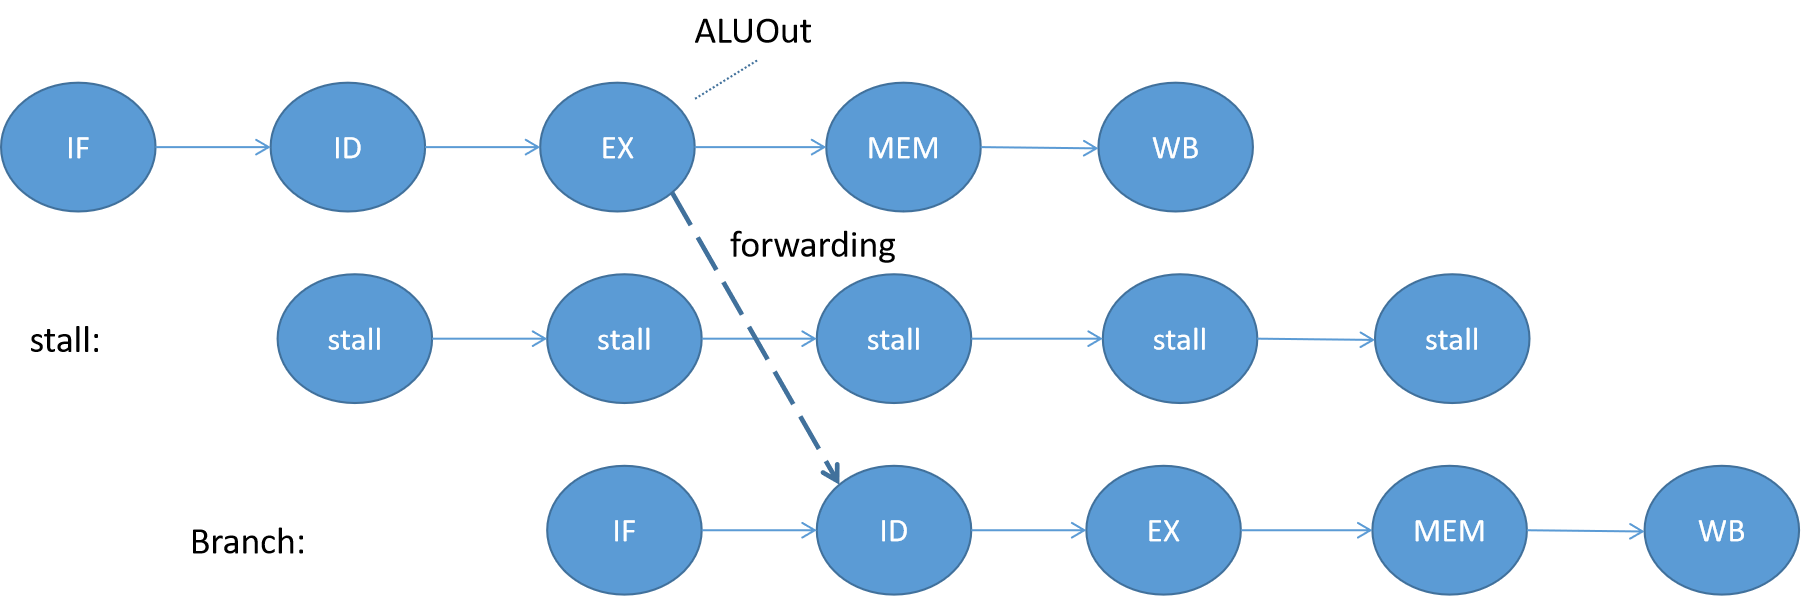 ALUOut
IF ID EX MEM WB
forwarding
stall: stall stall stall stall stall
Branch: IF ID EX MEM WB